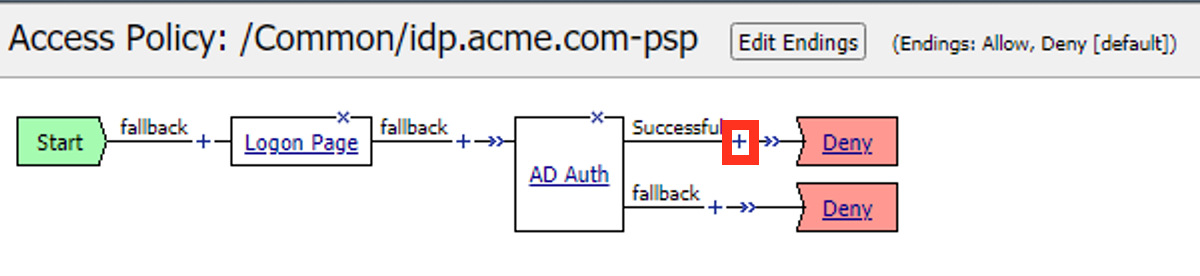 Access Policy: /Common/idp.acme.com-psp Edit Endings (Endings: Allow, Deny [default])
Start fallback + Logon Page × fallback + AD Auth × Successful + Deny
fallback + Deny